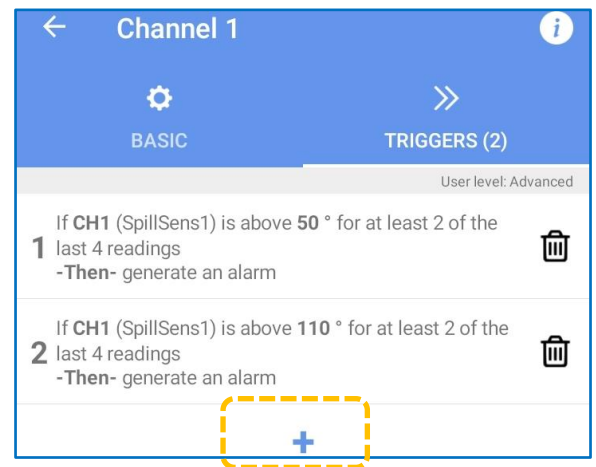 Channel 1
i
BASIC
TRIGGERS (2)
User level: Advanced
1
If CH1 (SpillSens1) is above 50 ° for at least 2 of the
last 4 readings
-Then- generate an alarm
2
If CH1 (SpillSens1) is above 110 ° for at least 2 of the
last 4 readings
-Then- generate an alarm
+